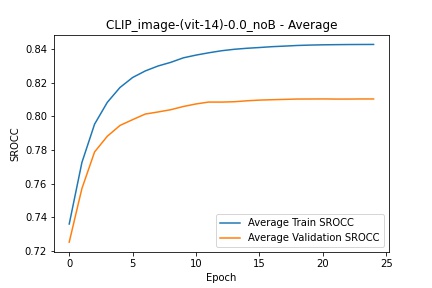 CLIP_image-(vit-14)-0.0_noB - Average
0.84
0.82
0.80
0.78
0.76
0.74
0.72
SROCC
Average Train SROCC
Average Validation SROCC
0 5 10 15 20 25
Epoch